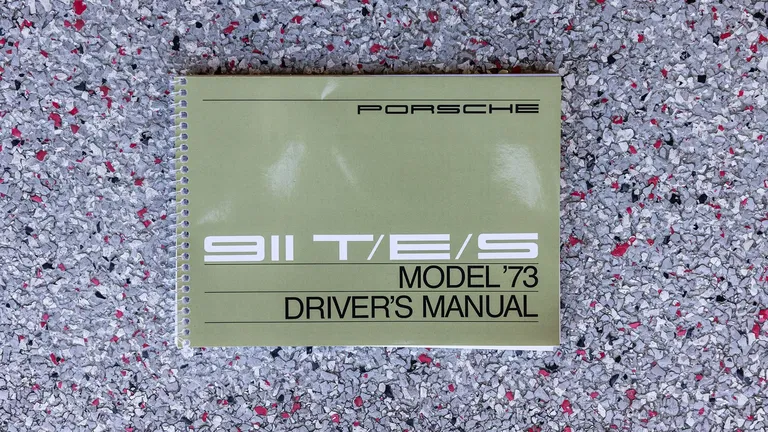 PORSCHE
911 T/E/S
MODEL '73
DRIVER'S MANUAL